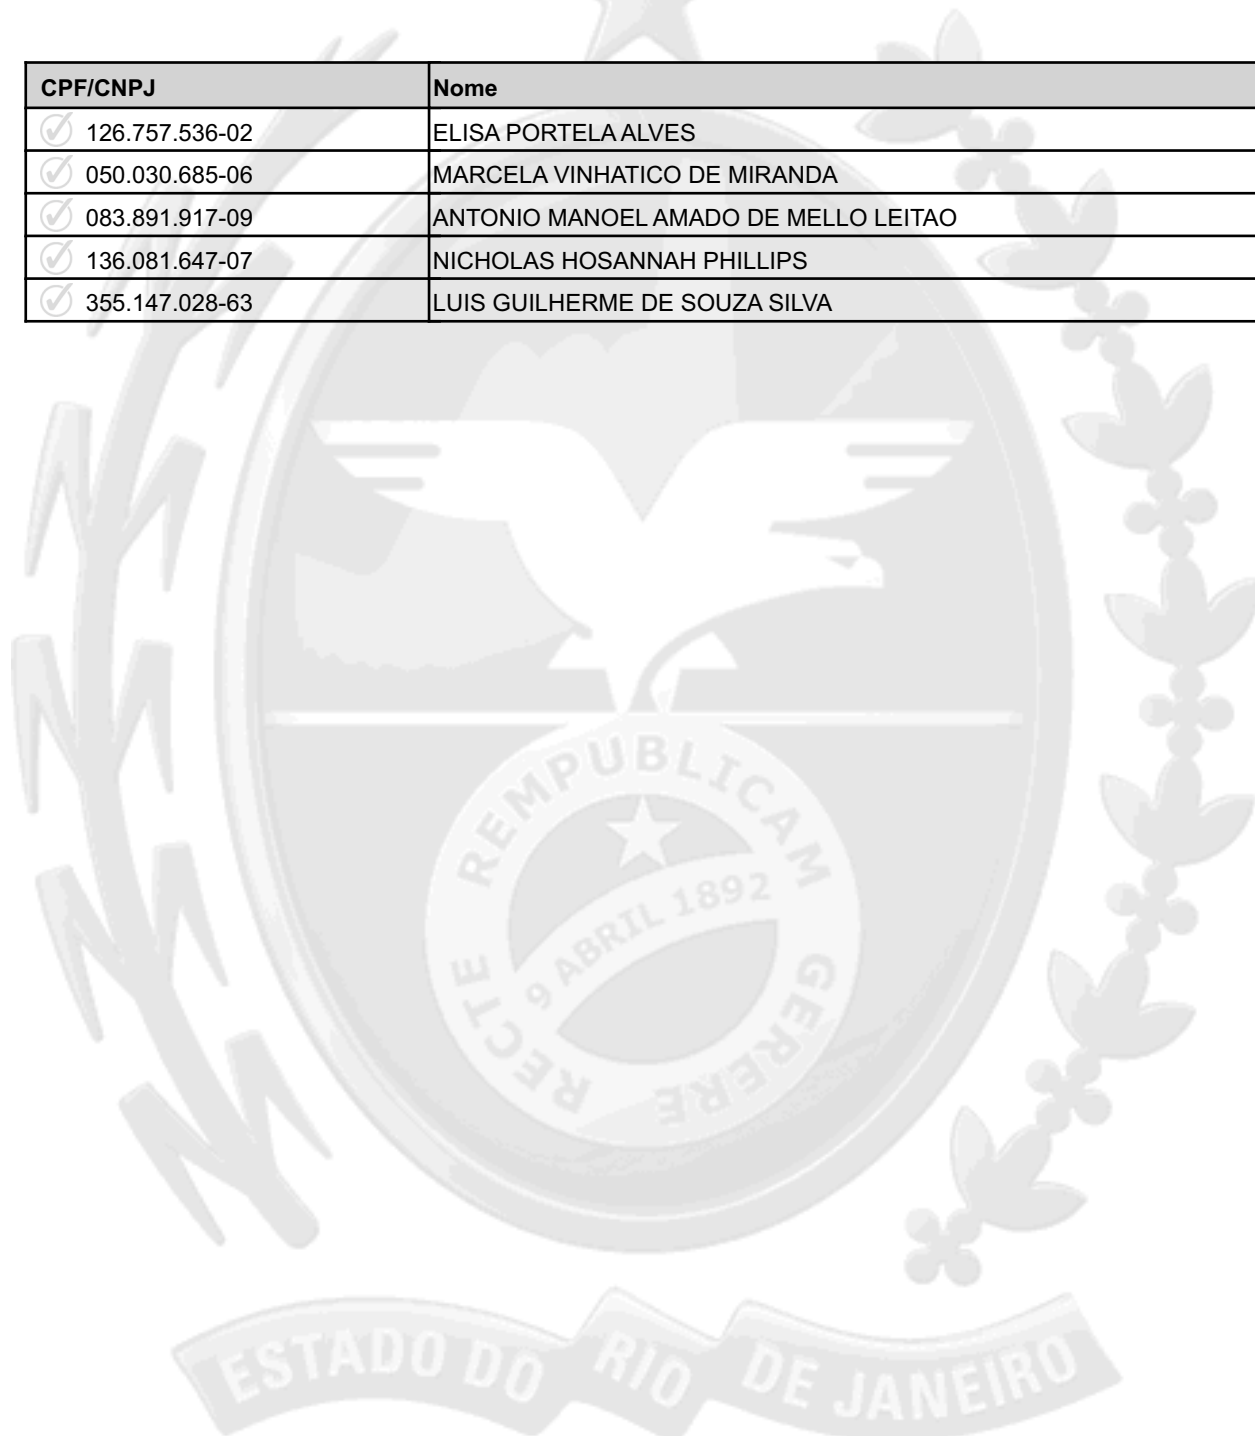 CPF/CNPJ Nome
126.757.536-02 ELISA PORTELA ALVES
050.030.685-06 MARCELA VINHATICO DE MIRANDA
083.891.917-09 ANTONIO MANOEL AMADO DE MELLO LEITAO
136.081.647-07 NICHOLAS HOSANNAH PHILLIPS
355.147.028-63 LUIS GUILHERME DE SOUZA SILVA
RECTE REMPUBLICAM GERERE
9 ABRIL 1892
ESTADO DO RIO DE JANEIRO